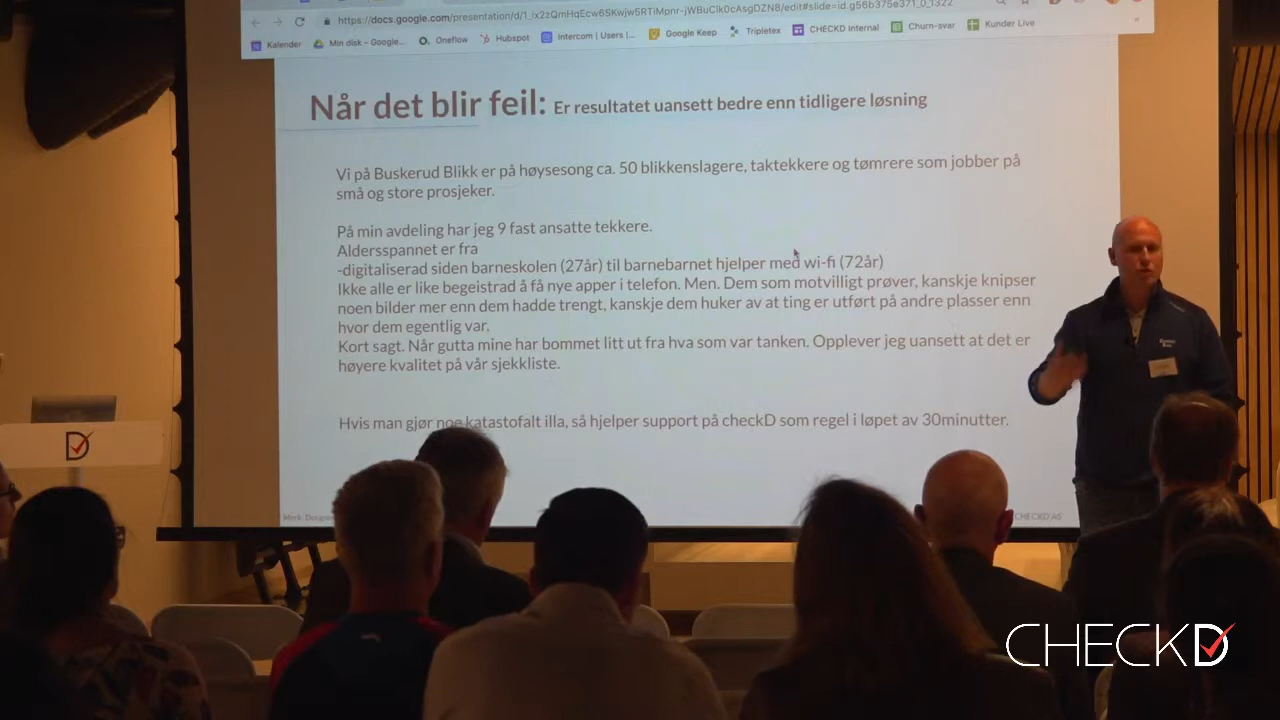 https://docs.google.com/presentation/d/1_lx2zQmHqEcw6SKwjw5RTiMpnr-jWBuClk0cAsgDZN8/edit#slide=id.g56b375e371_0_1322
Kalender Min disk – Google... Oneflow Hubspot Intercom | Users |... Google Keep Tripletex CHECKD Internal Churn-svar Kunder Live
Når det blir feil: Er resultatet uansett bedre enn tidligere løsning
Vi på Buskerud Blikk er på høysesong ca. 50 blikkenslagere, taktekkere og tømrere som jobber på
små og store prosjeker.
På min avdeling har jeg 9 fast ansatte tekkere.
Aldersspannet er fra
-digitaliserad siden barneskolen (27år) til barnebarnet hjelper med wi-fi (72år)
Ikke alle er like begeistrad å få nye apper i telefon. Men. Dem som motvilligt prøver, kanskje knipser
noen bilder mer enn dem hadde trengt, kanskje dem huker av at ting er utført på andre plasser enn
hvor dem egentlig var.
Kort sagt. Når gutta mine har bommet litt ut fra hva som var tanken. Opplever jeg uansett at det er
høyere kvalitet på vår sjekkliste.
Hvis man gjør noe katastofalt illa, så hjelper support på checkD som regel i løpet av 30minutter.
CHECKD AS
D
CHECKD